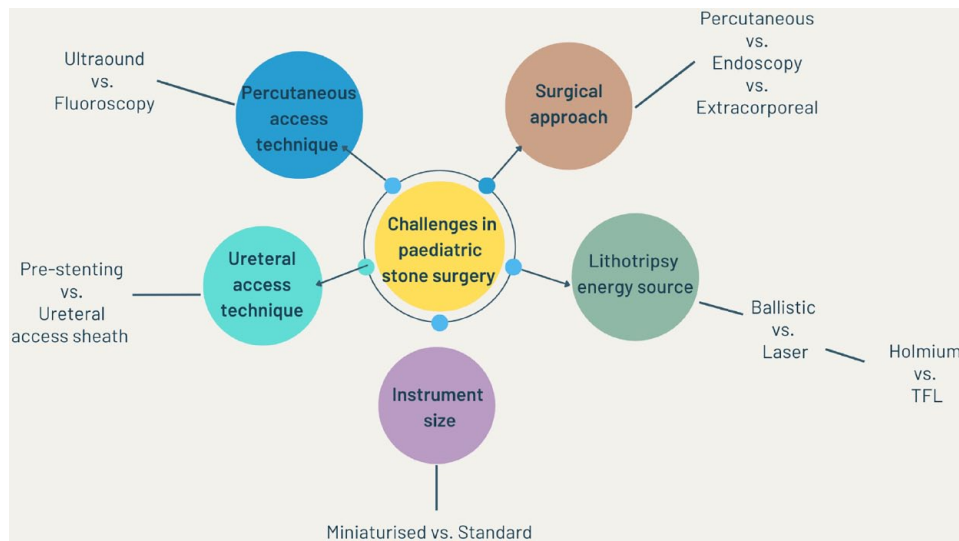 Ultraound
vs.
Fluoroscopy
Percutaneous
access
technique
Surgical
approach
Percutaneous
vs.
Endoscopy
vs.
Extracorporeal
Challenges in
paediatric
stone surgery
Pre-stenting
vs.
Ureteral
access sheath
Ureteral
access
technique
Lithotripsy
energy source
Ballistic
vs.
Laser
Holmium
vs.
TFL
Instrument
size
Miniaturised vs. Standard